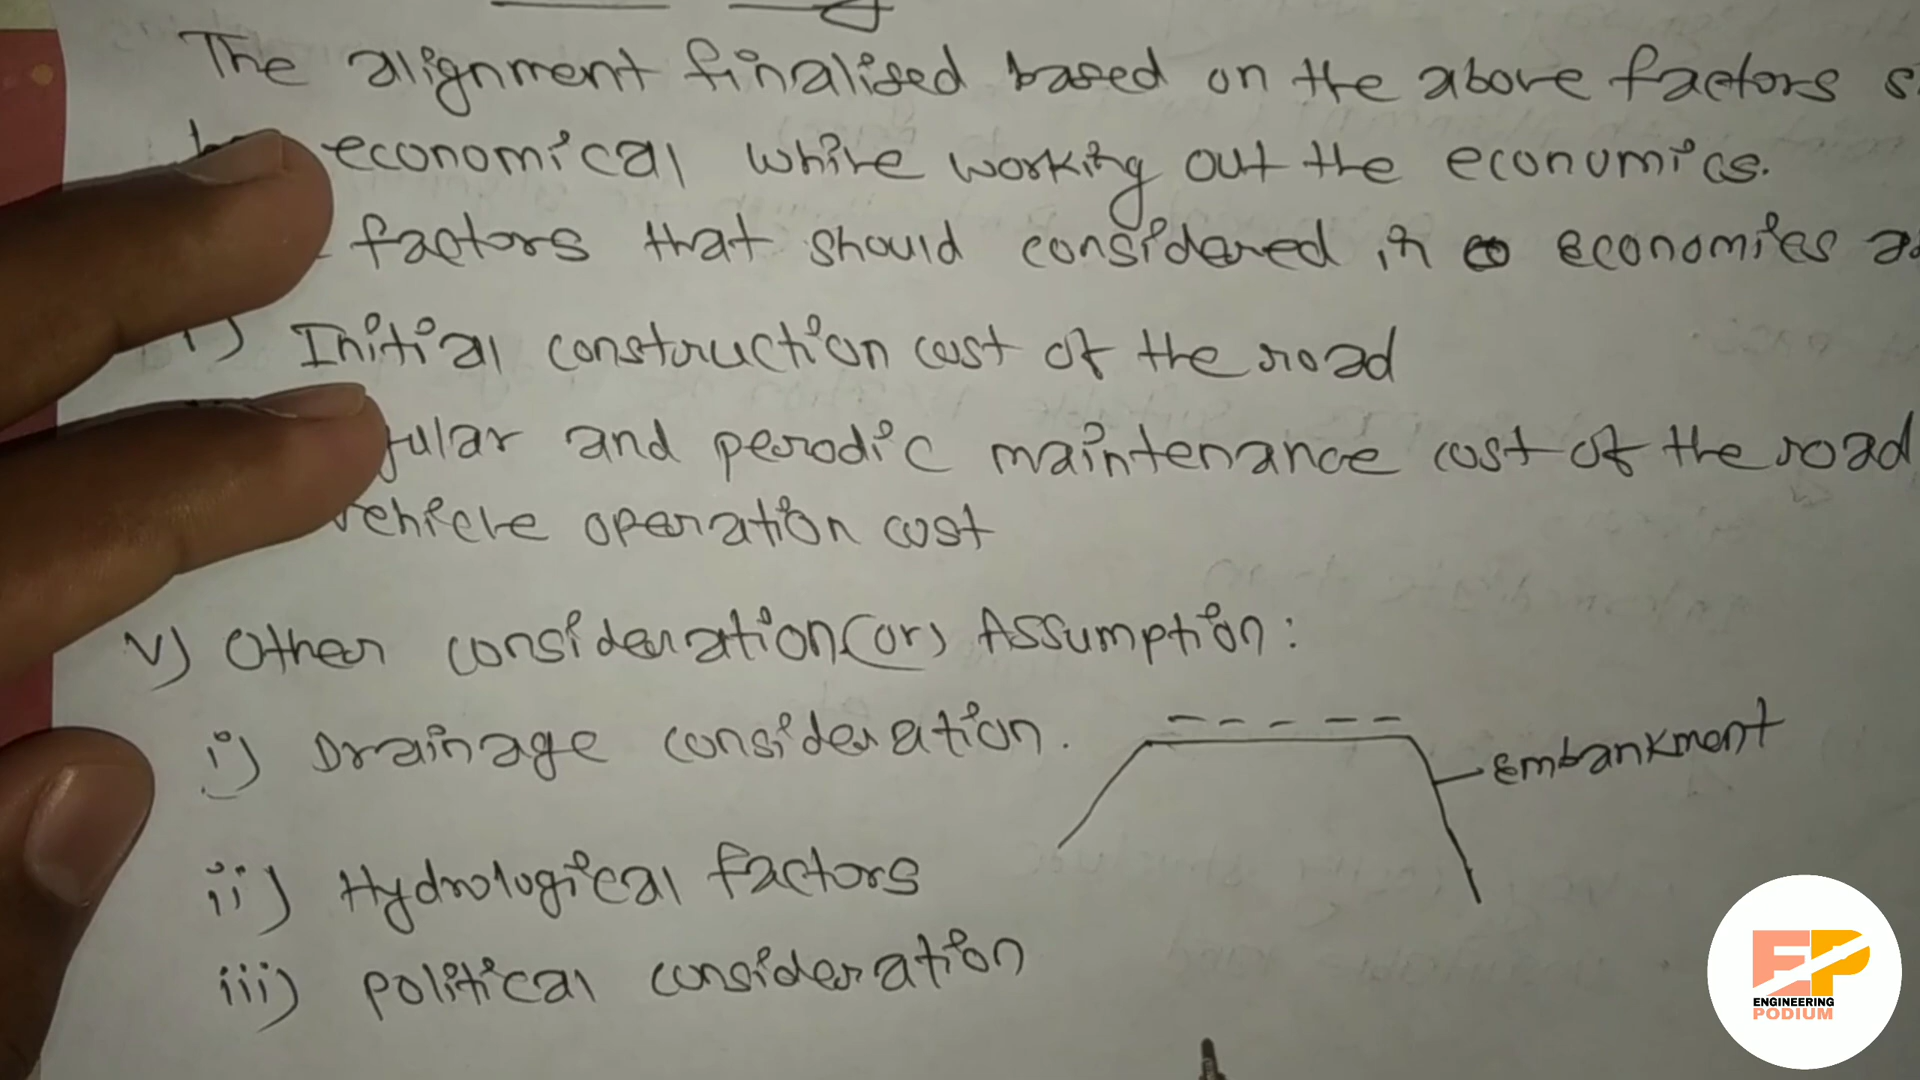 The alignment finalised based on the above factors
economical while working out the economics.
factors that should considered in economies
i) Initial construction cost of the road
and perodic maintenance cost of the road
vehicle operation cost
v) Other consideration(or) Assumption:
i) Drainage consideration.
embankment
ii) Hydrological factors
iii) political consideration
EP
ENGINEERING
PODIUM